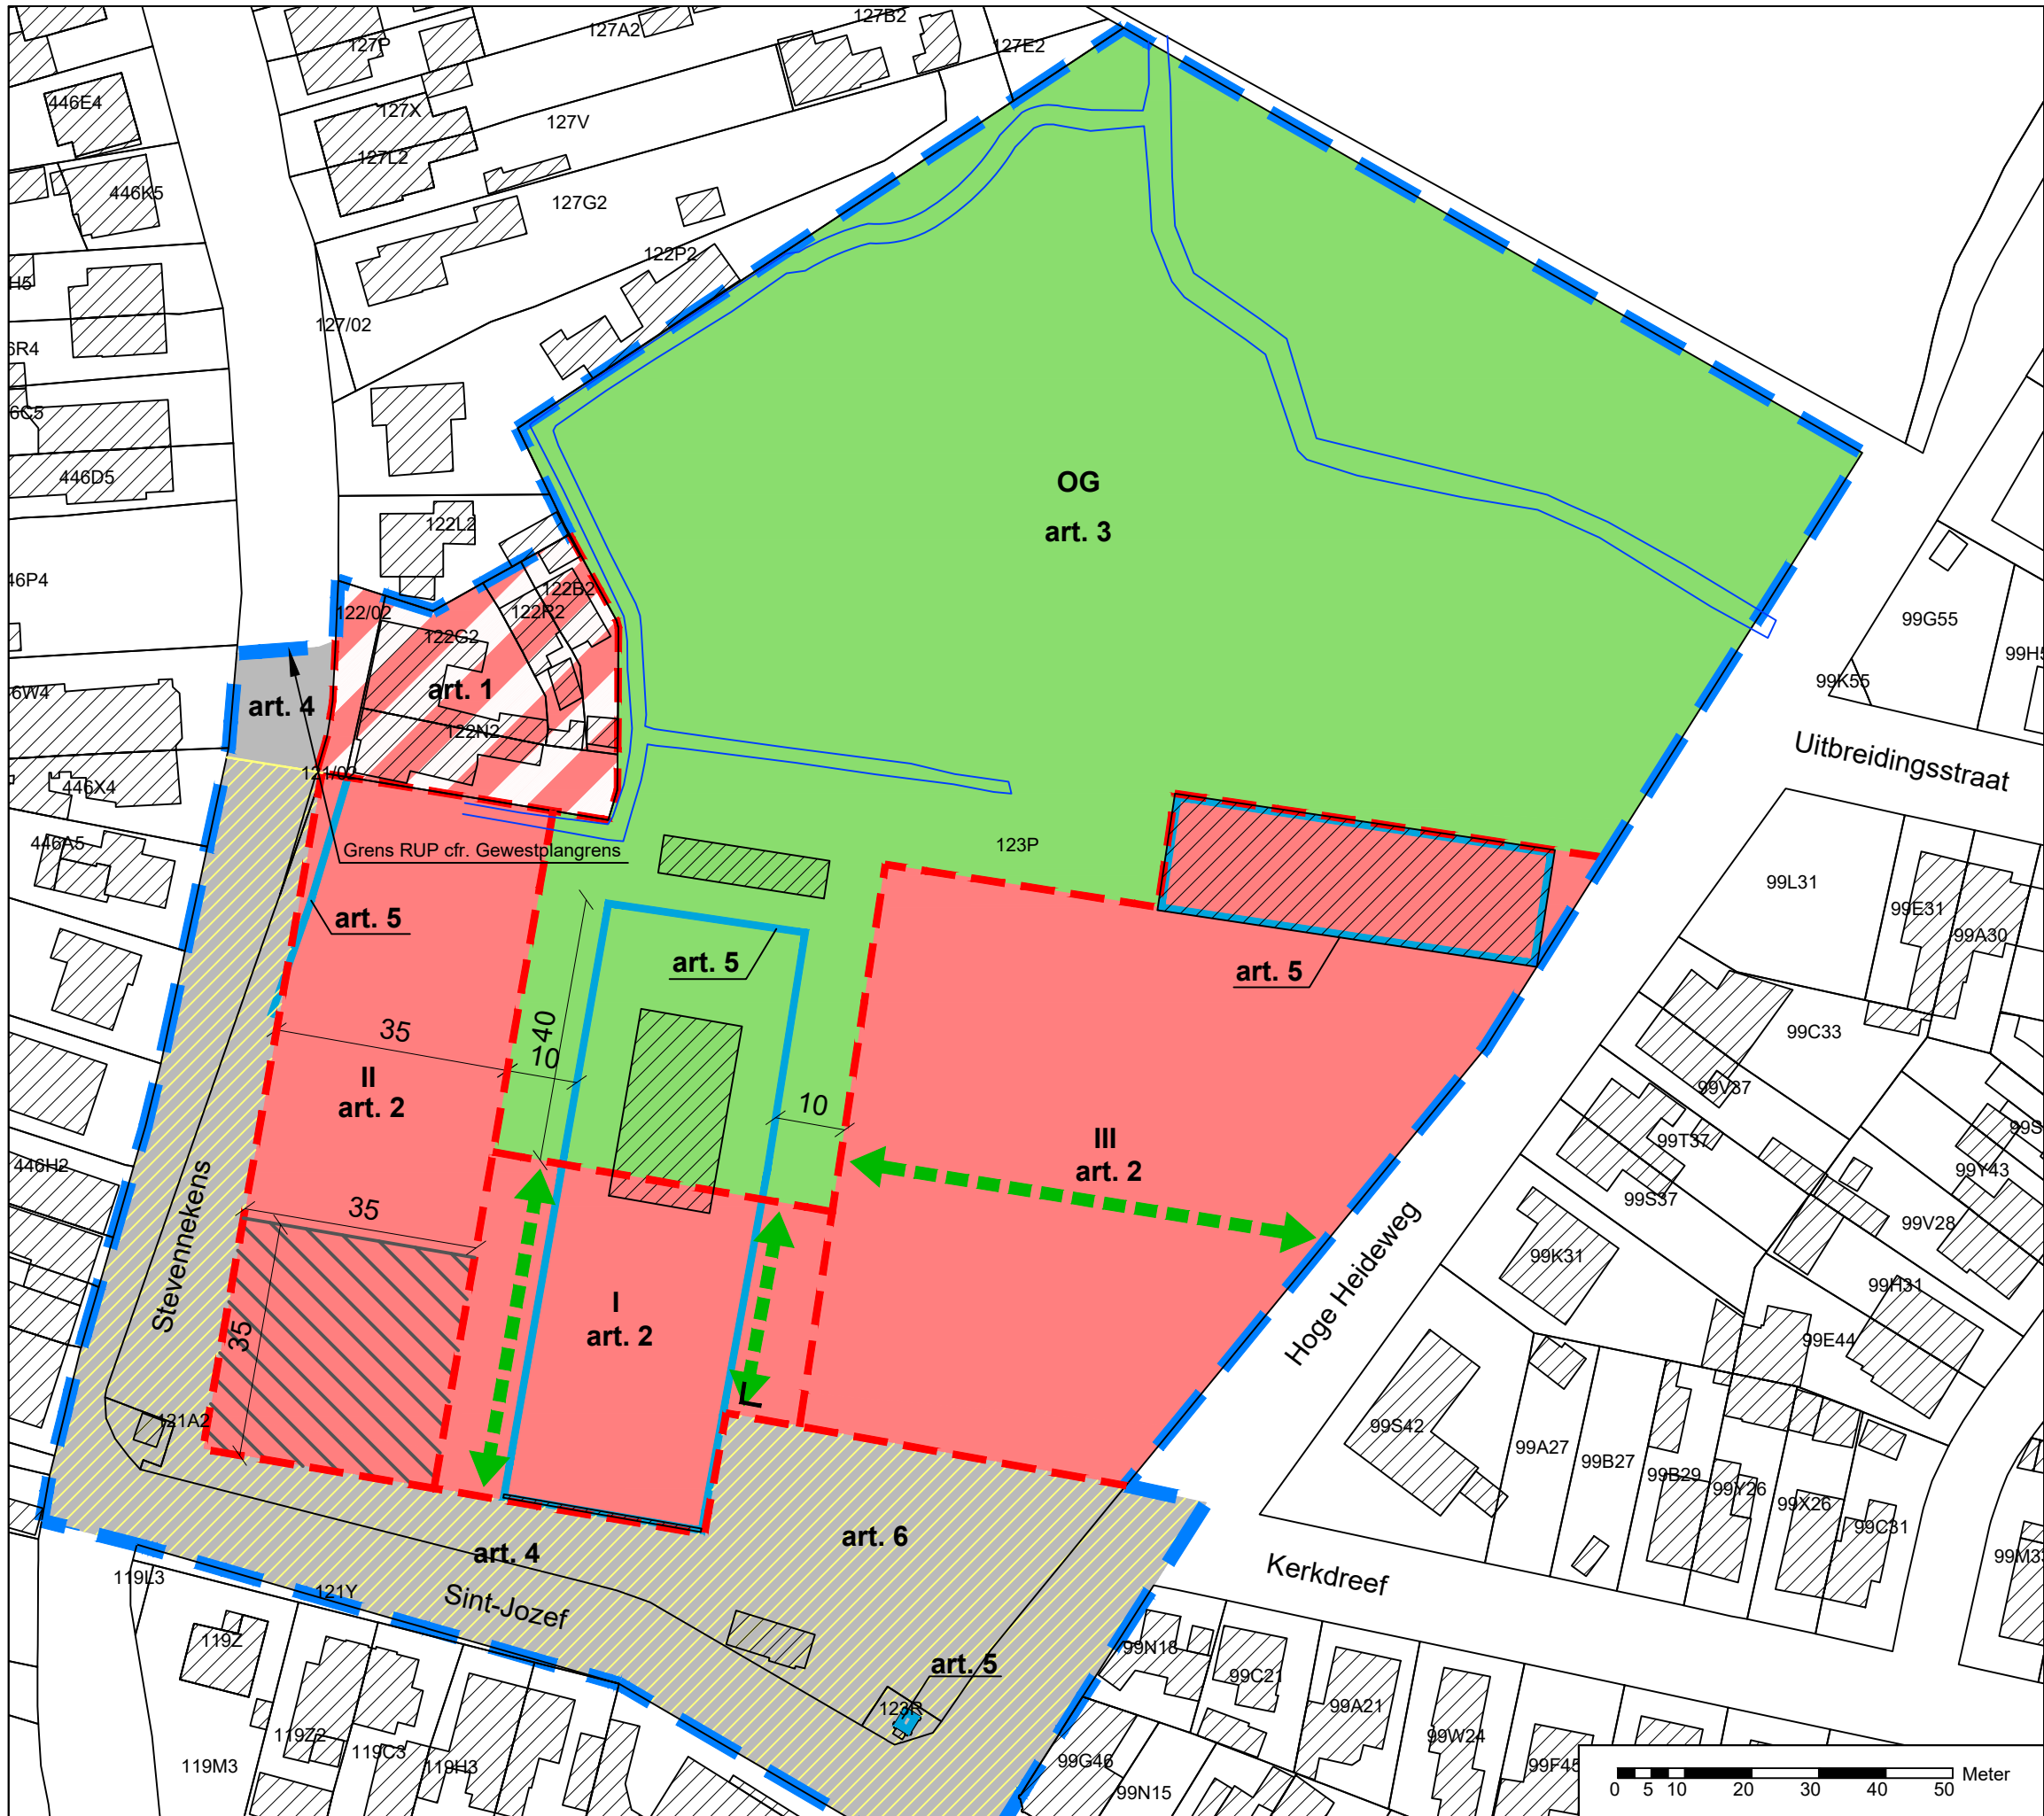 127P
127A2
127B2
127E2
446E4
127X
127V
127L2
446K5
127G2
122P2
H5
127/02
6R4
6C5
446D5
OG
art. 3
122L2
46P4
122B2
122/02
122R2
122G2
99G55
99H5
99K55
6W4
art. 4
art. 1
122N2
Uitbreidingsstraat
121/02
446X4
446A5
Grens RUP cfr. Gewestplangrens
123P
99L31
99E31
99A30
art. 5
art. 5
art. 5
35
40
10
99C33
II
art. 2
10
99V37
III
art. 2
99T37
99S
446H2
99Y43
99S37
35
99V28
Stevennekens
Hoge Heideweg
99K31
99H31
I
art. 2
35
99E44
L
121A2
99S42
99A27
99B27
99B29
99Y26
99X26
99C31
art. 6
art. 4
99M3
Kerkdreef
119L3
121Y
Sint-Jozef
119Z
99N18
art. 5
99C21
123R
99A21
119Z2
119C3
99W24
119M3
119H3
99G46
99F45
99N15
0 5 10 20 30 40 50 Meter